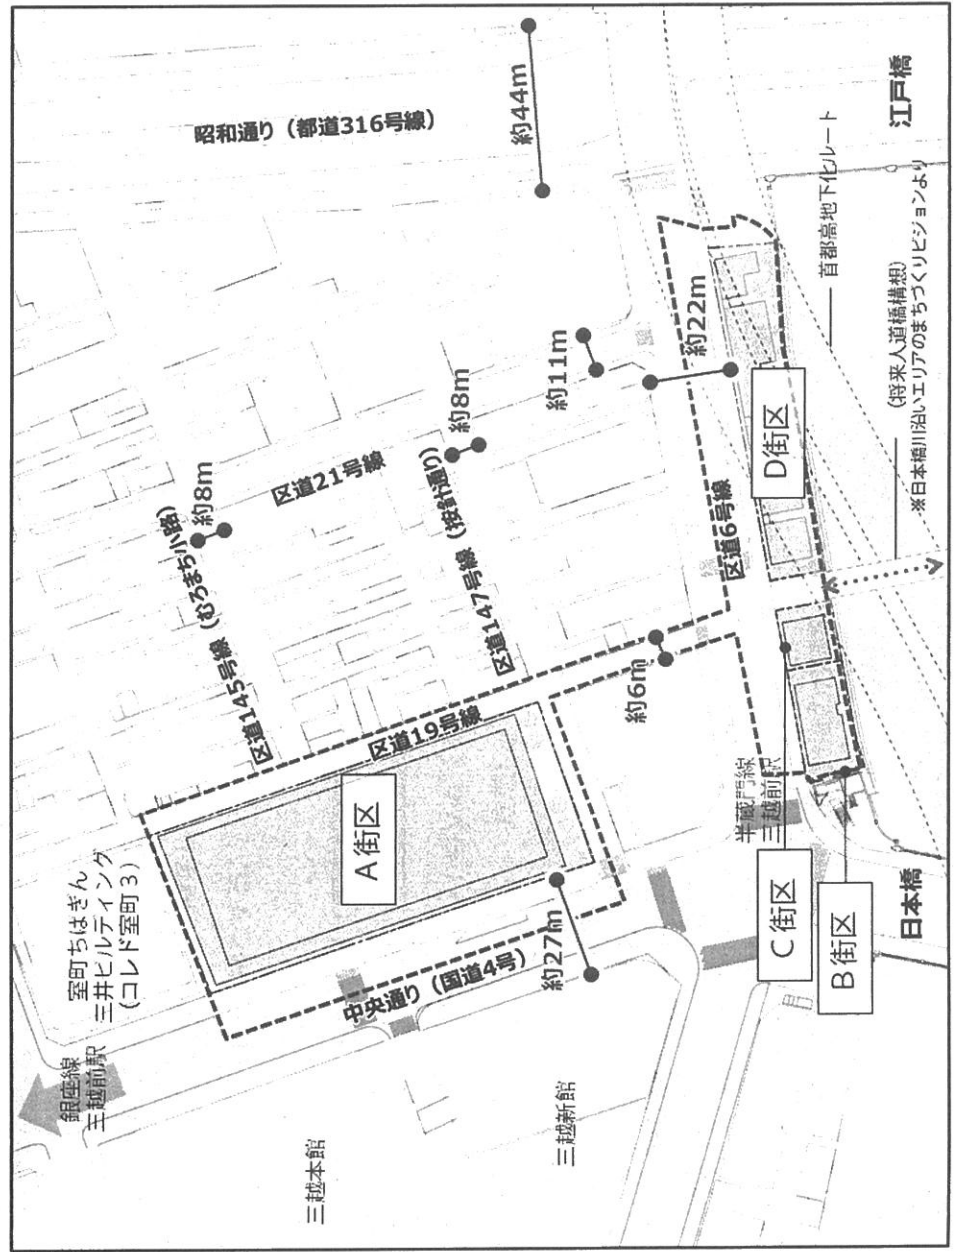 昭和通り（都道316号線）
約44m
江戸橋
首都高地下化ルート
（将来人道橋構想）
※日本橋川沿いエリアのまちづくりビジョンより
約22m
約11m
約8m
約8m
区道21号線
区道145号線（むろまち小路）
区道147号線（按針通り）
区道6号線
D街区
約6m
区道19号線
A街区
室町ちばぎん
三井ビルディング
（コレド室町３）
銀座線
三越前駅
中央通り（国道4号）
約27m
半蔵門線
三越前駅
C街区
B街区
日本橋
三越本館
三越新館